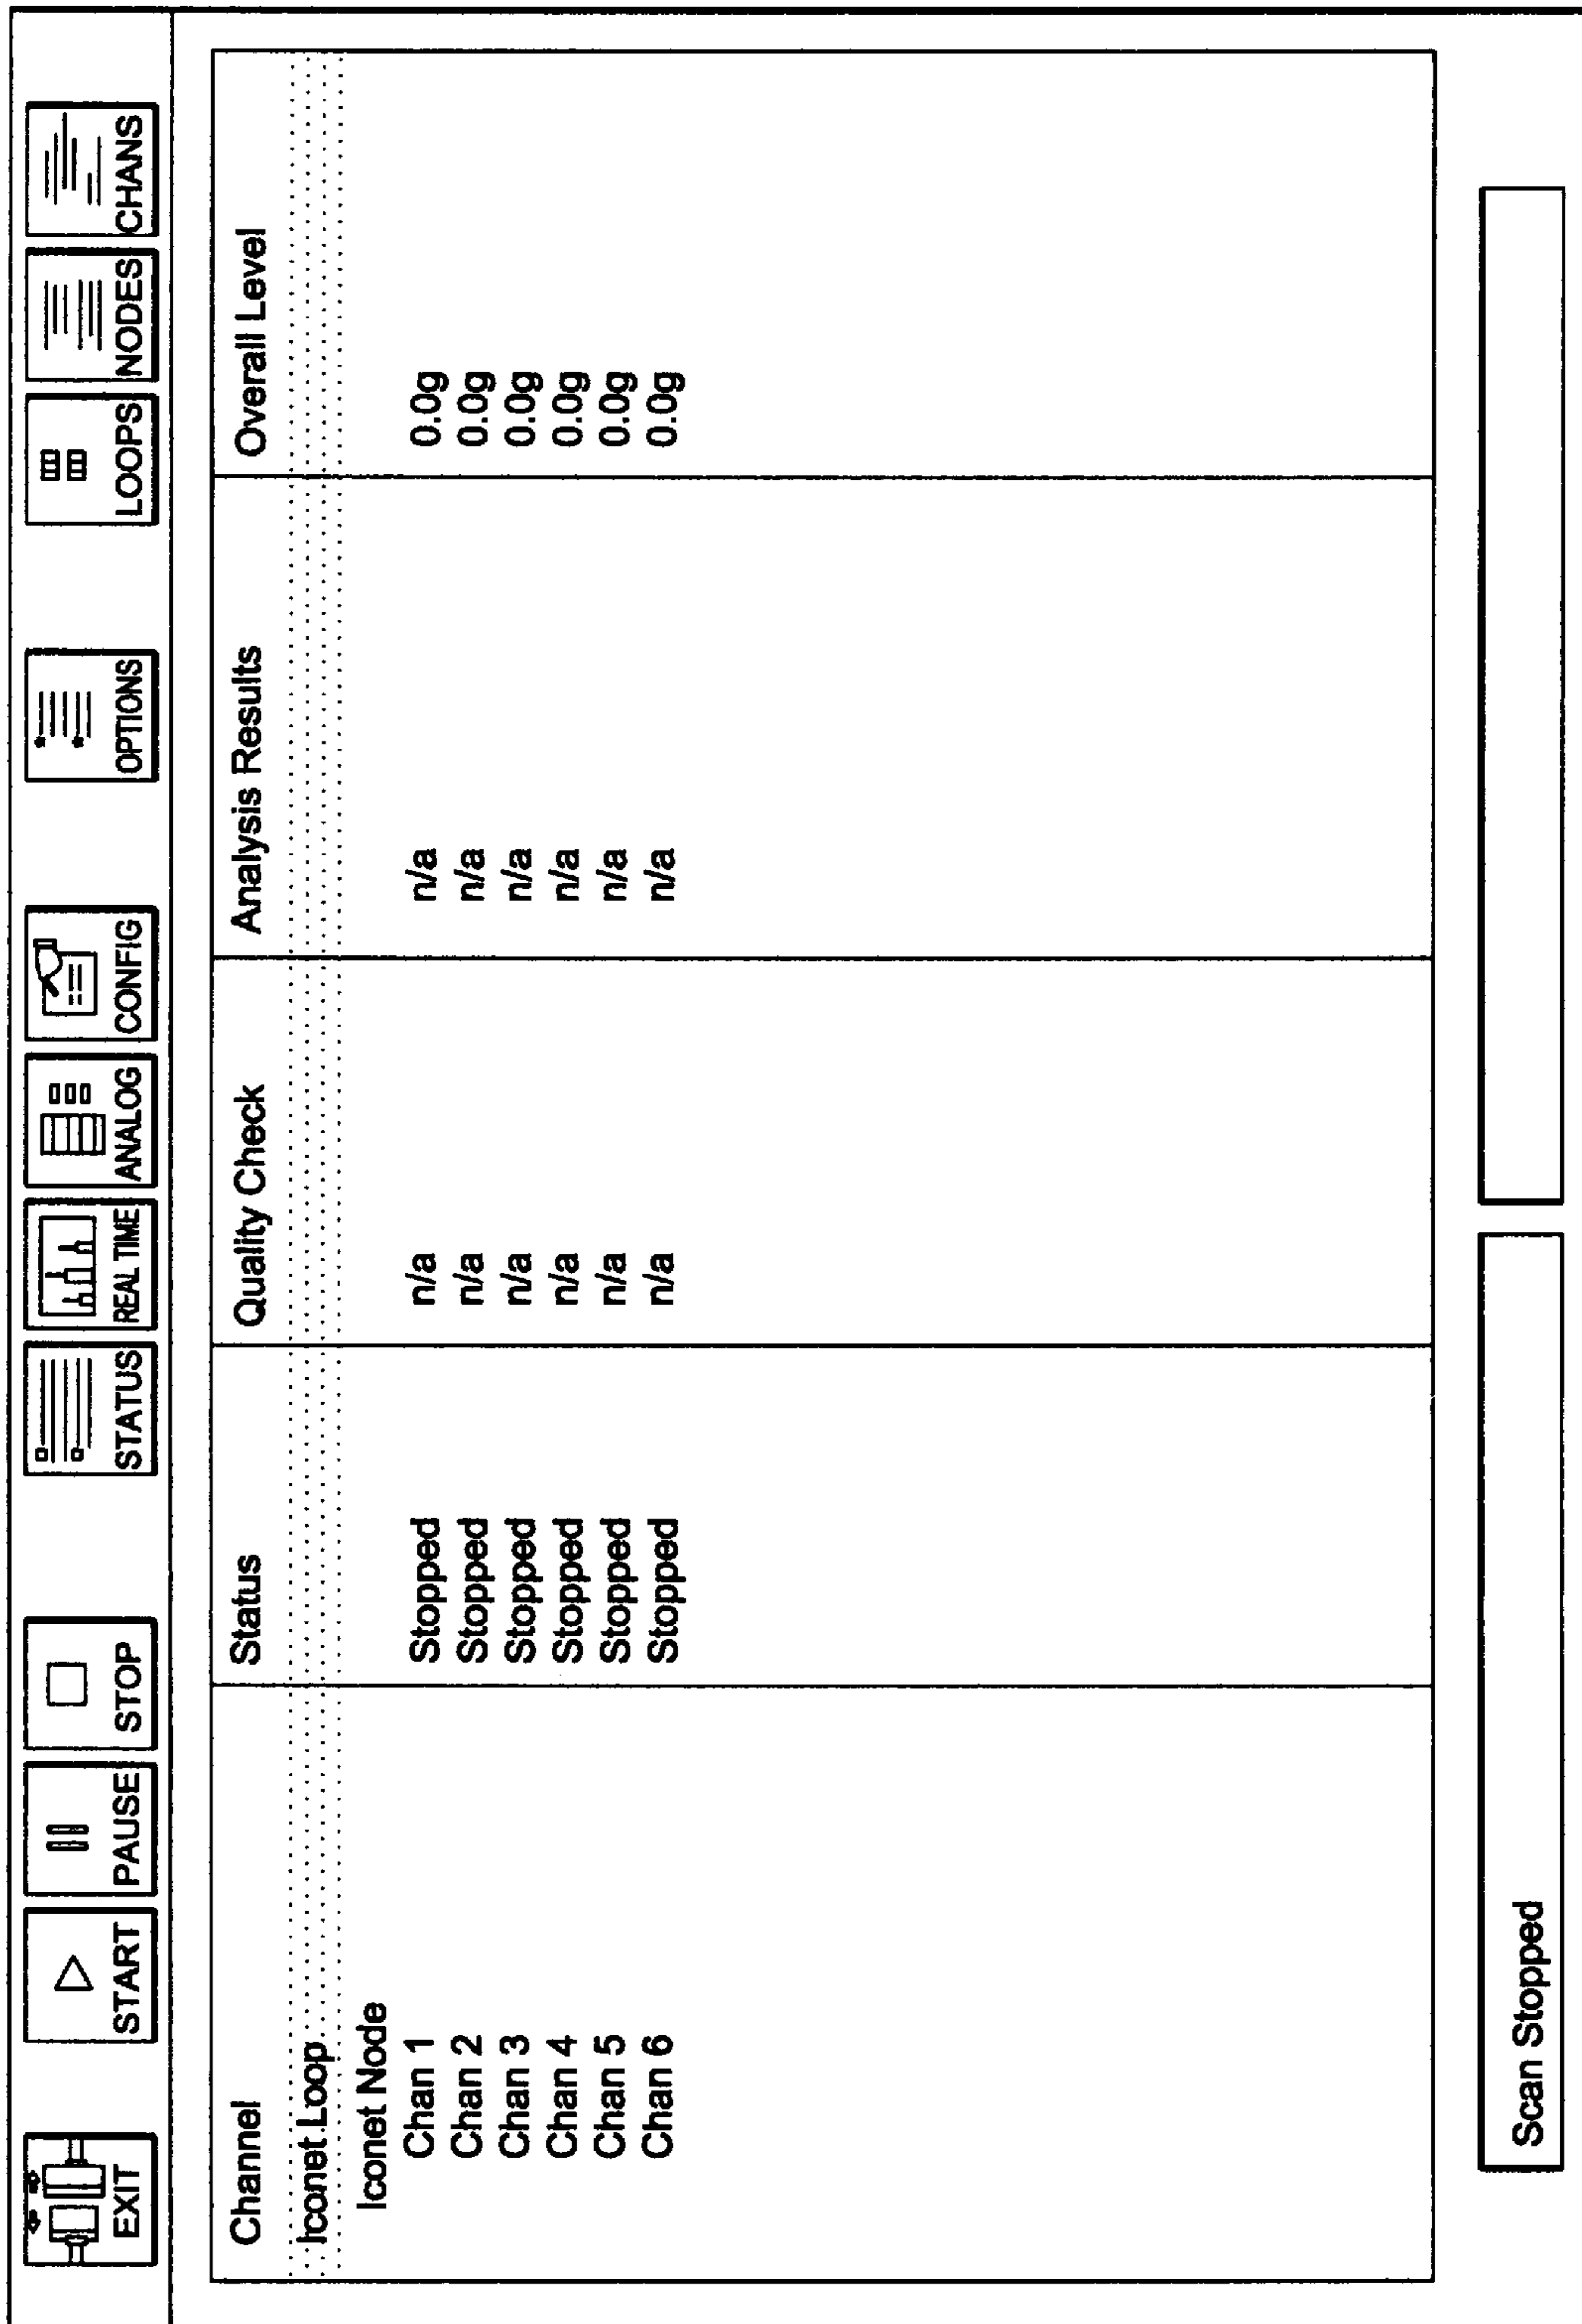 EXIT START PAUSE STOP STATUS REAL TIME ANALOG CONFIG OPTIONS LOOPS NODES CHANS
Channel Status Quality Check Analysis Results Overall Level
Iconet Loop
Iconet Node
Chan 1 Stopped n/a n/a 0.0g
Chan 2 Stopped n/a n/a 0.0g
Chan 3 Stopped n/a n/a 0.0g
Chan 4 Stopped n/a n/a 0.0g
Chan 5 Stopped n/a n/a 0.0g
Chan 6 Stopped n/a n/a 0.0g
Scan Stopped